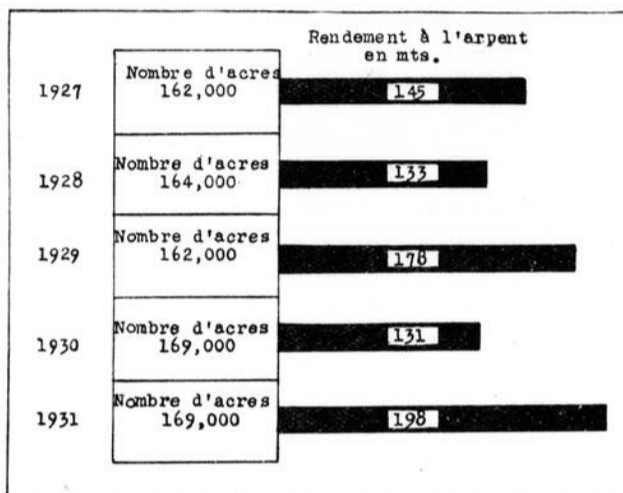 Rendement à l'arpent
en mts.
1927
Nombre d'acres
162,000
145
1928
Nombre d'acres
164,000
133
1929
Nombre d'acres
162,000
178
1930
Nombre d'acres
169,000
131
1931
Nombre d'acres
169,000
198